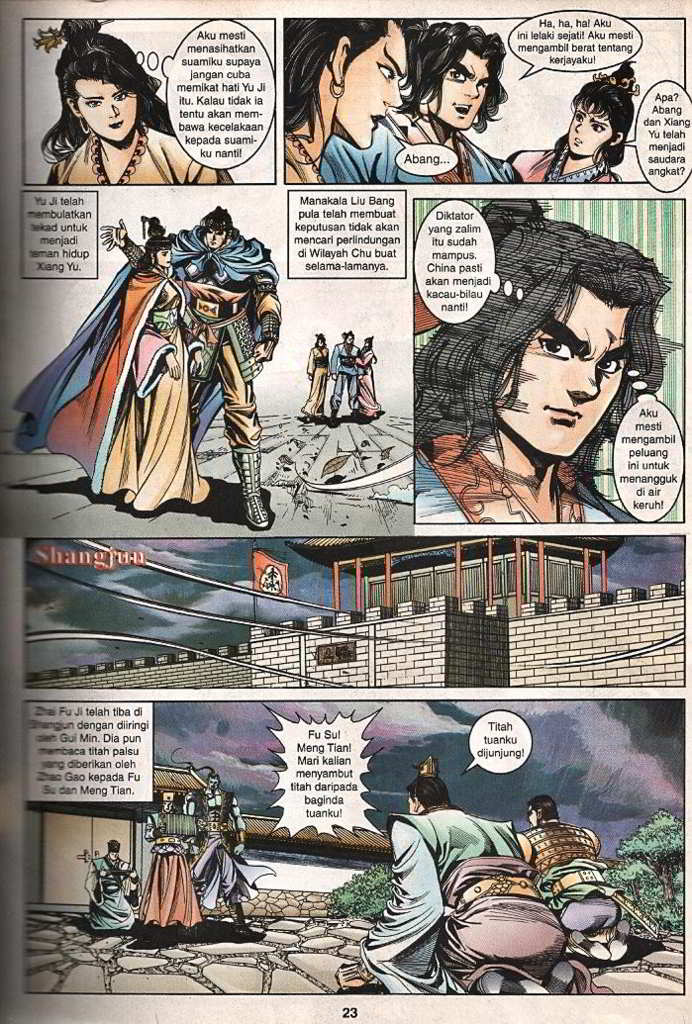 Aku mesti
menasihatkan
suamiku supaya
jangan cuba
memikat hati Yu Ji
itu. Kalau tidak ia
tentu akan mem-
bawa kecelakaan
kepada suami-
ku nanti!
Ha, ha, ha! Aku
ini lelaki sejati! Aku mesti
mengambil berat tentang
kerjayaku!
Abang...
Apa?
Abang
dan Xiang
Yu telah
menjadi
saudara
angkat?
Yu Ji telah
membulatkan
tekad untuk
menjadi
teman hidup
Xiang Yu.
Manakala Liu Bang
pula telah membuat
keputusan tidak akan
mencari perlindungan
di Wilayah Chu buat
selama-lamanya.
Diktator
yang zalim
itu sudah
mampus.
China pasti
akan menjadi
kacau-bilau
nanti!
Aku
mesti
mengambil
peluang
ini untuk
menangguk
di air
keruh!
Shangjun
Zhai Fu Ji telah tiba di
Shangjun dengan diiringi
oleh Gui Min. Dia pun
membaca titah palsu
yang diberikan oleh
Zhao Gao kepada Fu
Su dan Meng Tian.
Fu Su!
Meng Tian!
Mari kalian
menyambut
titah daripada
baginda
tuanku!
Titah
tuanku
dijunjung!
23